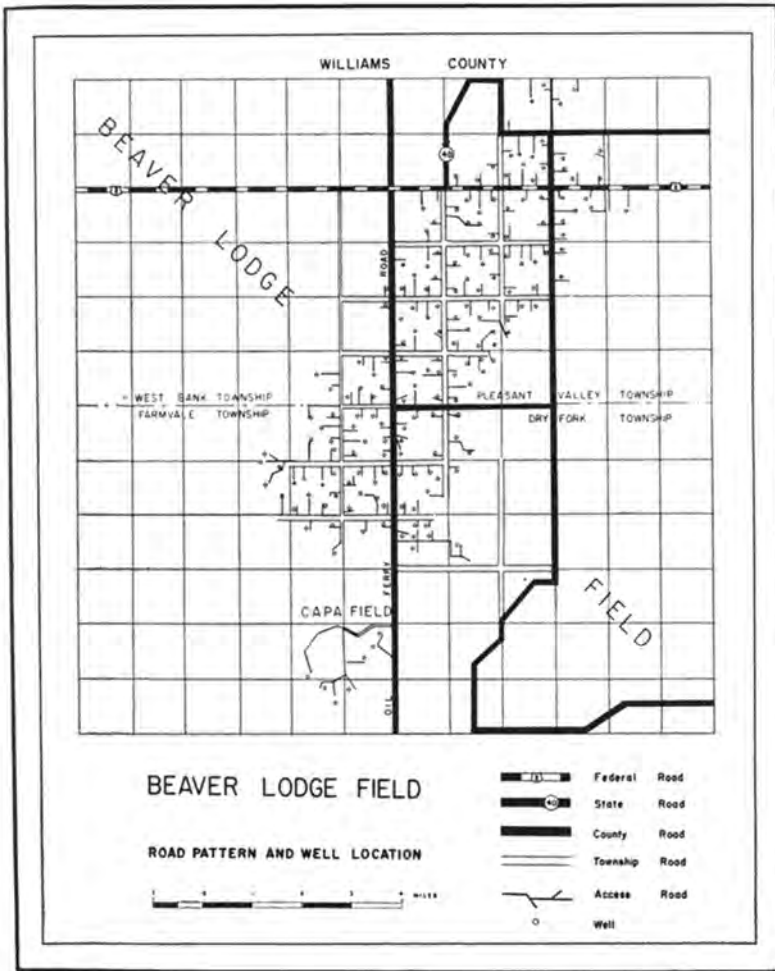 WILLIAMS COUNTY
BEAVER LODGE FIELD
40
ROAD
WEST BANK TOWNSHIP
FARMVALE TOWNSHIP
PLEASANT VALLEY TOWNSHIP
DRY FORK TOWNSHIP
FERRY
CAPA FIELD
OIL
BEAVER LODGE FIELD
ROAD PATTERN AND WELL LOCATION
MILES
Federal Road
40 State Road
County Road
Township Road
Access Road
Well